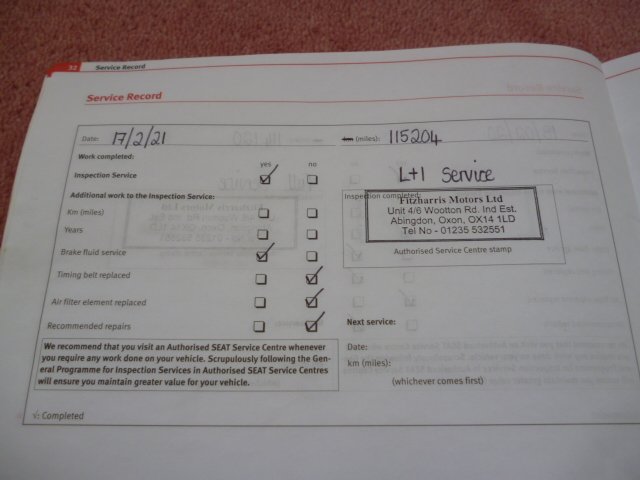 32 Service Record
Service Record
Date: 17/2/21 km (miles): 115204
Work completed:
yes no
Inspection Service
L+1 Service
Additional work to the Inspection Service:
Inspection completed:
Fitzharris Motors Ltd
Unit 4/6 Wootton Rd. Ind Est.
Abingdon, Oxon, OX14 1LD
Tel No - 01235 532551
Authorised Service Centre stamp
Km (miles)
Years
Brake fluid service
Timing belt replaced
Air filter element replaced
Recommended repairs
Next service:
Date:
km (miles):
(whichever comes first)
We recommend that you visit an Authorised SEAT Service Centre whenever
you require any work done on your vehicle. Scrupulously following the Gen-
eral Programme for Inspection Services in Authorised SEAT Service Centres
will ensure you maintain greater value for your vehicle.
√: Completed